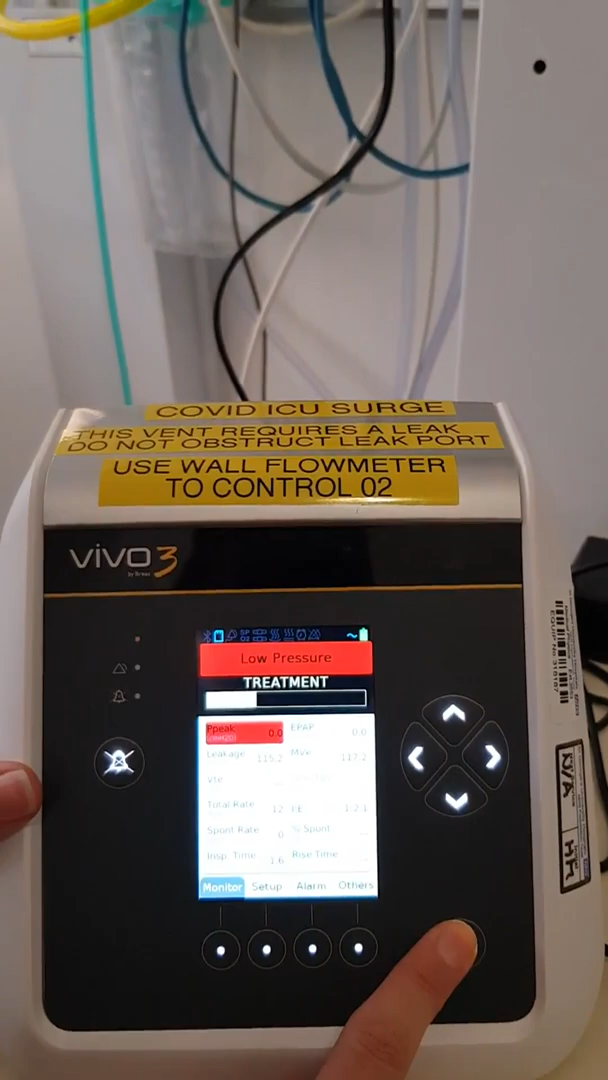 COVID ICU SURGE
THIS VENT REQUIRES A LEAK
DO NOT OBSTRUCT LEAK PORT
USE WALL FLOWMETER
TO CONTROL 02
vivo 3
by Breas
Low Pressure
TREATMENT
Ppeak 0.0 EPAP 0.0
Leakage 115.2 MVe 117.2
Vte
Total Rate 12 I:E 1:2.1
Spont Rate 0 % Spont
Insp. Time 1.6 Rise Time
Monitor Setup Alarm Others
EQUIP No
N/A